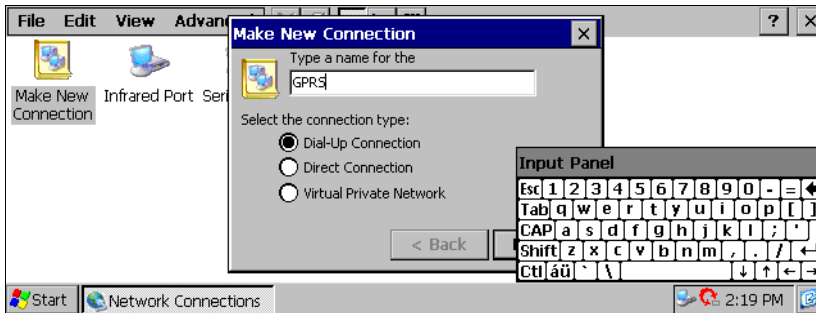 File Edit View Advan
? ×
Make New Connection ×
Type a name for the
GPRS
Make New Connection
Infrared Port
Seri
Select the connection type:
Dial-Up Connection
Direct Connection
Virtual Private Network
< Back
Input Panel
Esc 1 2 3 4 5 6 7 8 9 0 - =
Tab q w e r t y u i o p [ ]
CAP a s d f g h j k l ; '
Shift z x c v b n m , . /
Ctl áü ` \ ↓ ↑ ← →
Start
Network Connections
2:19 PM